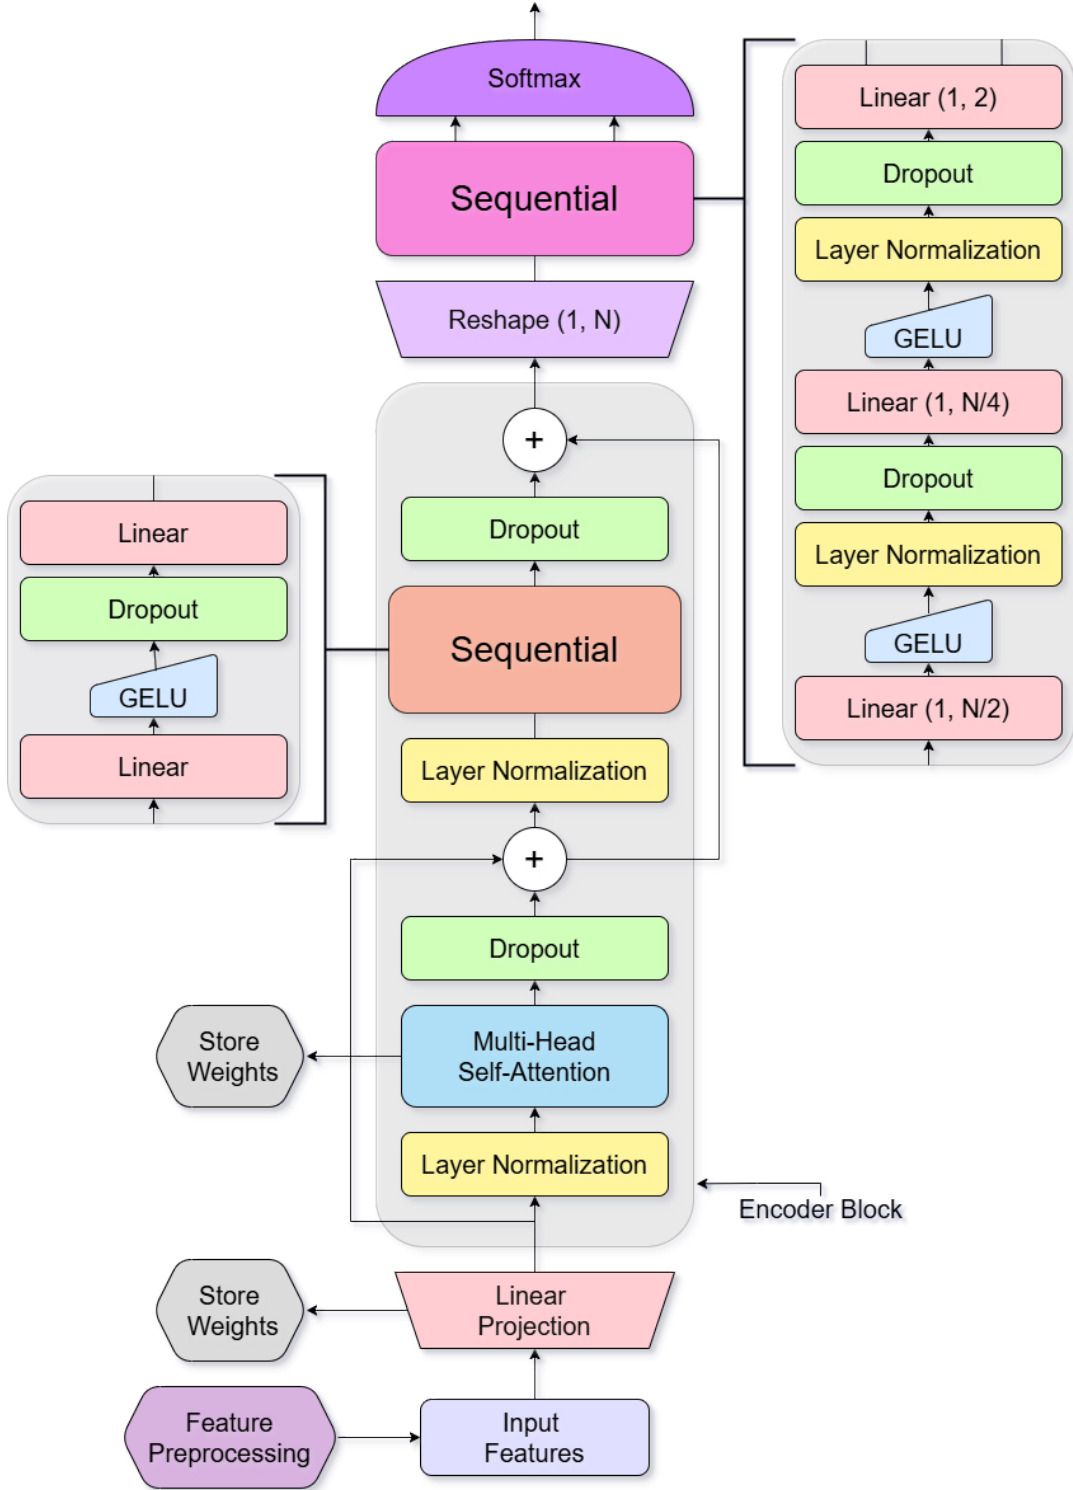 Softmax
Sequential
Reshape (1, N)
+
Dropout
Sequential
Layer Normalization
+
Dropout
Multi-Head
Self-Attention
Layer Normalization
Encoder Block
Linear
Projection
Input
Features
Feature
Preprocessing
Store
Weights
Store
Weights
Linear
Dropout
GELU
Linear
Linear (1, 2)
Dropout
Layer Normalization
GELU
Linear (1, N/4)
Dropout
Layer Normalization
GELU
Linear (1, N/2)